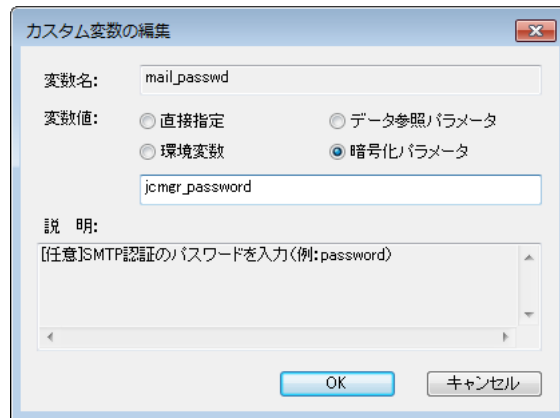 カスタム変数の編集
変数名: mail_passwd
変数値: 直接指定 データ参照パラメータ
環境変数 暗号化パラメータ
jcmgr_password
説 明:
[任意]SMTP認証のパスワードを入力(例:password)
OK キャンセル